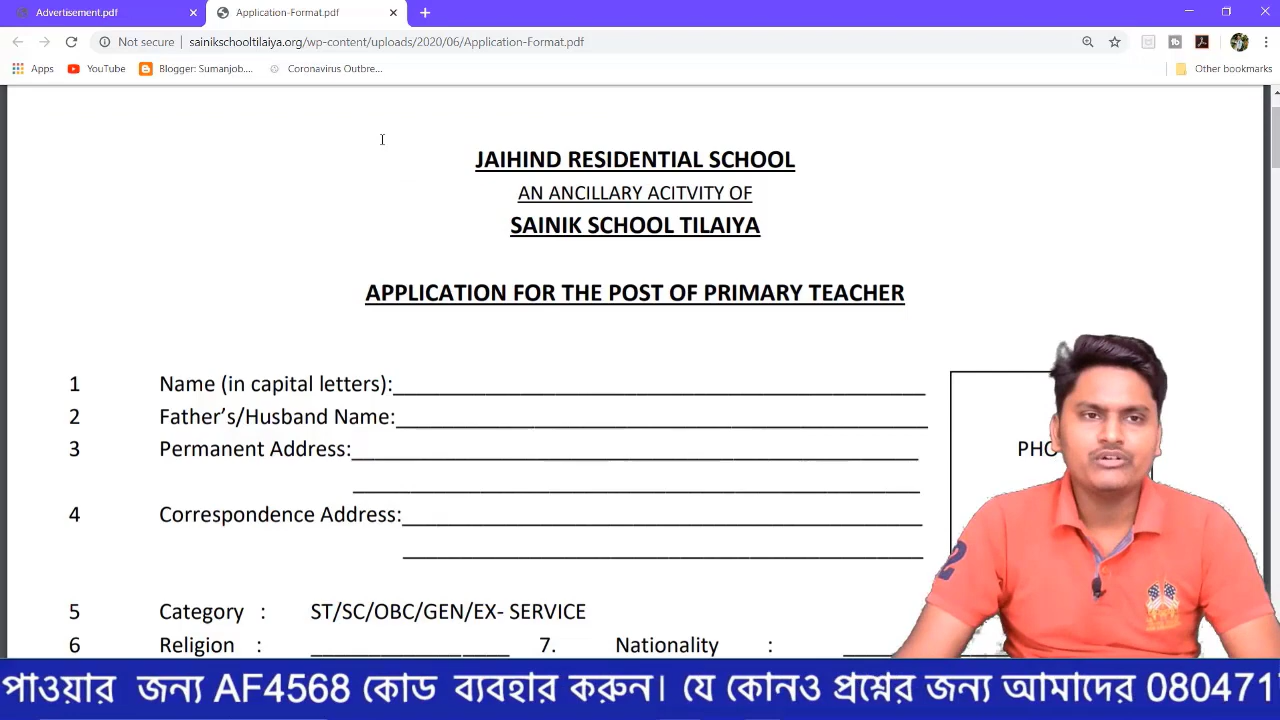 Advertisement.pdf
Application-Format.pdf
Not secure | sainikschooltilaiya.org/wp-content/uploads/2020/06/Application-Format.pdf
Apps YouTube Blogger: Sumanjob.... Coronavirus Outbre... Other bookmarks
JAIHIND RESIDENTIAL SCHOOL
AN ANCILLARY ACITVITY OF
SAINIK SCHOOL TILAIYA
APPLICATION FOR THE POST OF PRIMARY TEACHER
1 Name (in capital letters):
2 Father's/Husband Name:
3 Permanent Address:
PHO
4 Correspondence Address:
5 Category : ST/SC/OBC/GEN/EX- SERVICE
6 Religion : 7. Nationality :
2
পাওয়ার জন্য AF4568 কোড ব্যবহার করুন। যে কোনও প্রশ্নের জন্য আমাদের 080471